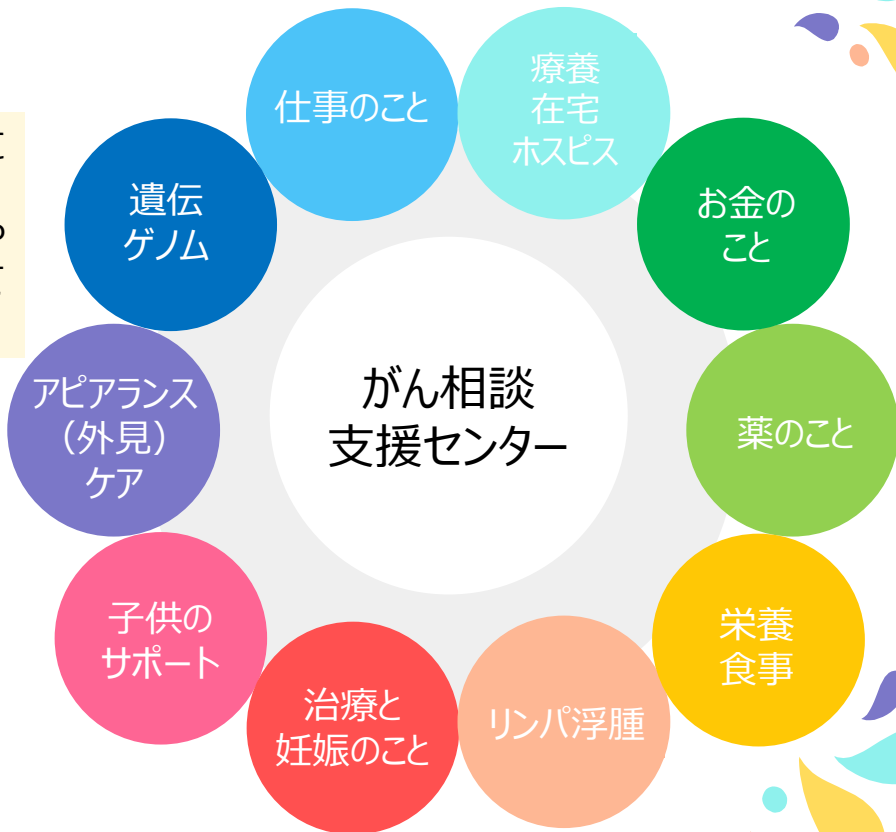 がん相談
支援センター
仕事のこと
療養
在宅
ホスピス
お金の
こと
薬のこと
栄養
食事
リンパ浮腫
治療と
妊娠のこと
子供の
サポート
アピアランス
（外見）
ケア
遺伝
ゲノム